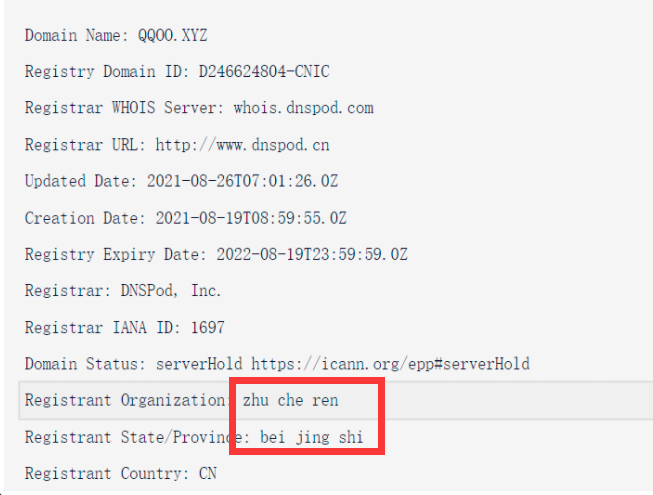 Domain Name: QQOO.XYZ
Registry Domain ID: D246624804-CNIC
Registrar WHOIS Server: whois.dnspod.com
Registrar URL: http://www.dnspod.cn
Updated Date: 2021-08-26T07:01:26.0Z
Creation Date: 2021-08-19T08:59:55.0Z
Registry Expiry Date: 2022-08-19T23:59:59.0Z
Registrar: DNSPod, Inc.
Registrar IANA ID: 1697
Domain Status: serverHold https://icann.org/epp#serverHold
Registrant Organization: zhu che ren
Registrant State/Province: bei jing shi
Registrant Country: CN